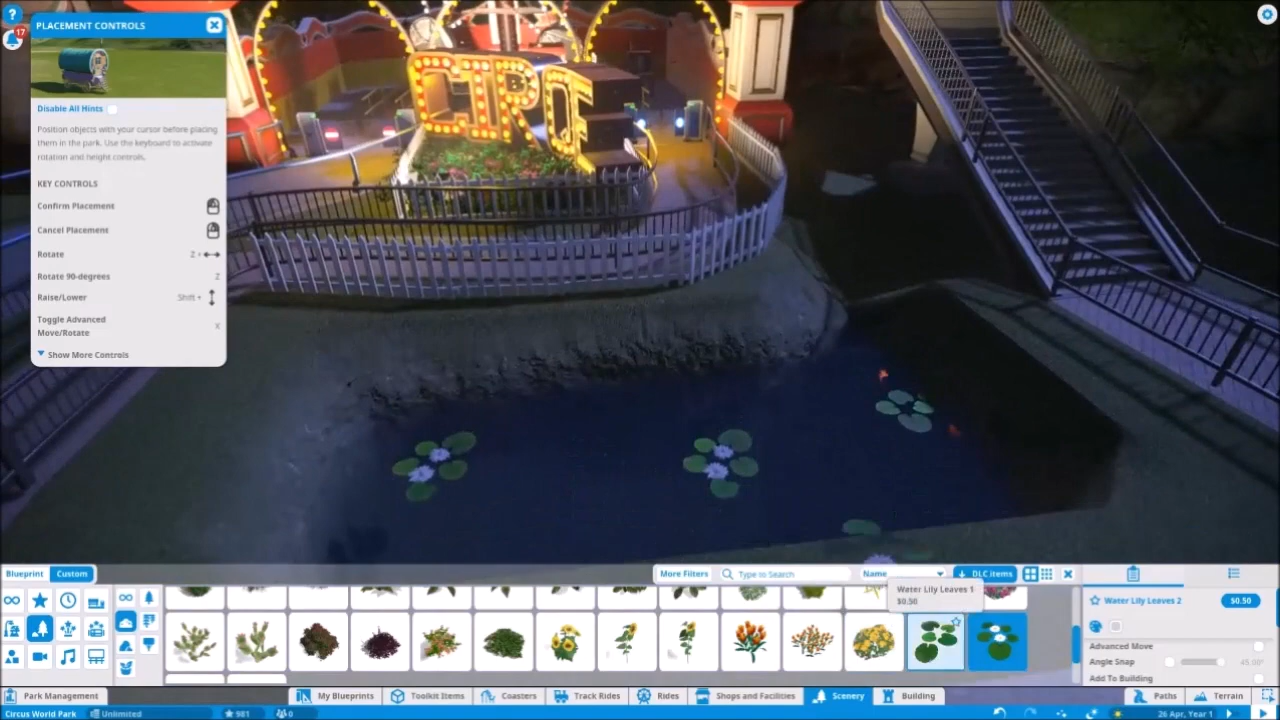 ?
PLACEMENT CONTROLS
17
Disable All Hints
Position objects with your cursor before placing
them in the park. Use the keyboard to activate
rotation and height controls.
KEY CONTROLS
Confirm Placement
Cancel Placement
Rotate Z +
Rotate 90-degrees Z
Raise/Lower Shift +
Toggle Advanced
Move/Rotate X
Show More Controls
CIRQUE
Blueprint Custom
More Filters Type to Search Name DLC items
Water Lily Leaves 1
$0.50
Water Lily Leaves 2 $0.50
Advanced Move
Angle Snap 45.00°
Add To Building
Park Management My Blueprints Toolkit Items Coasters Track Rides Rides Shops and Facilities Scenery Building Paths Terrain
Circus World Park Unlimited 981 0 26 Apr, Year 1